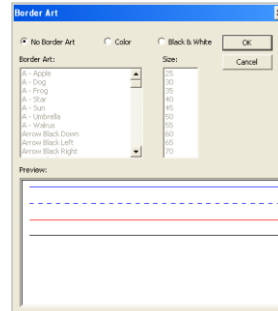 Border Art
No Border Art Color Black & White OK
Cancel
Border Art: Size:
A - Apple 25
A - Dog 30
A - Frog 35
A - Star 40
A - Sun 45
A - Umbrella 50
A - Walrus 55
Arrow Black Down 60
Arrow Black Left 65
Arrow Black Right 70
Preview: